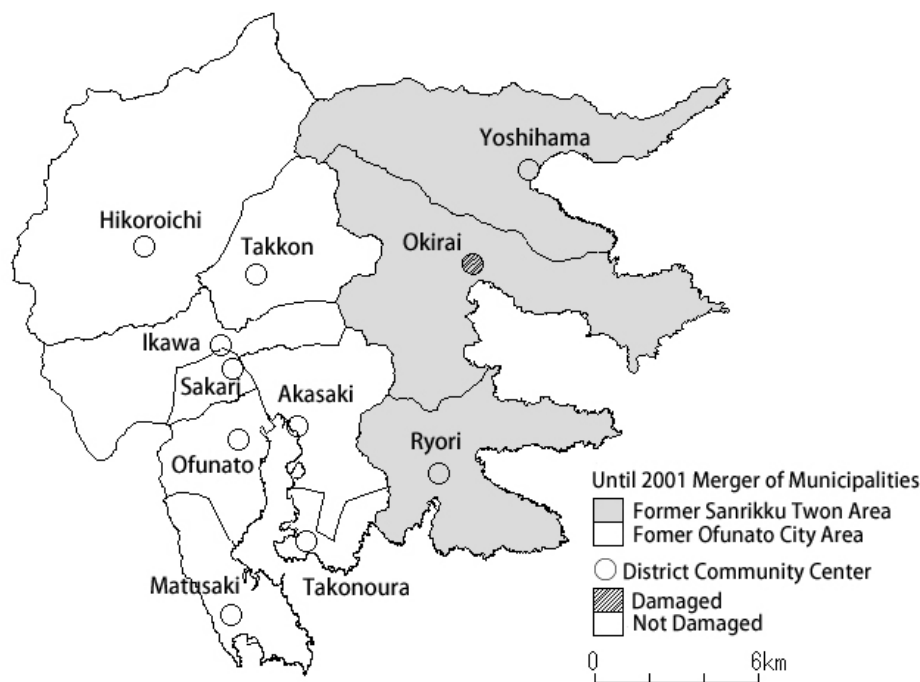 Yoshihama
Hikoroichi
Takkon
Okirai
Ikawa
Sakari
Akasaki
Ofunato
Ryori
Matusaki
Takonoura
Until 2001 Merger of Municipalities
Former Sanrikku Twon Area
Fomer Ofunato City Area
District Community Center
Damaged
Not Damaged
0 6km